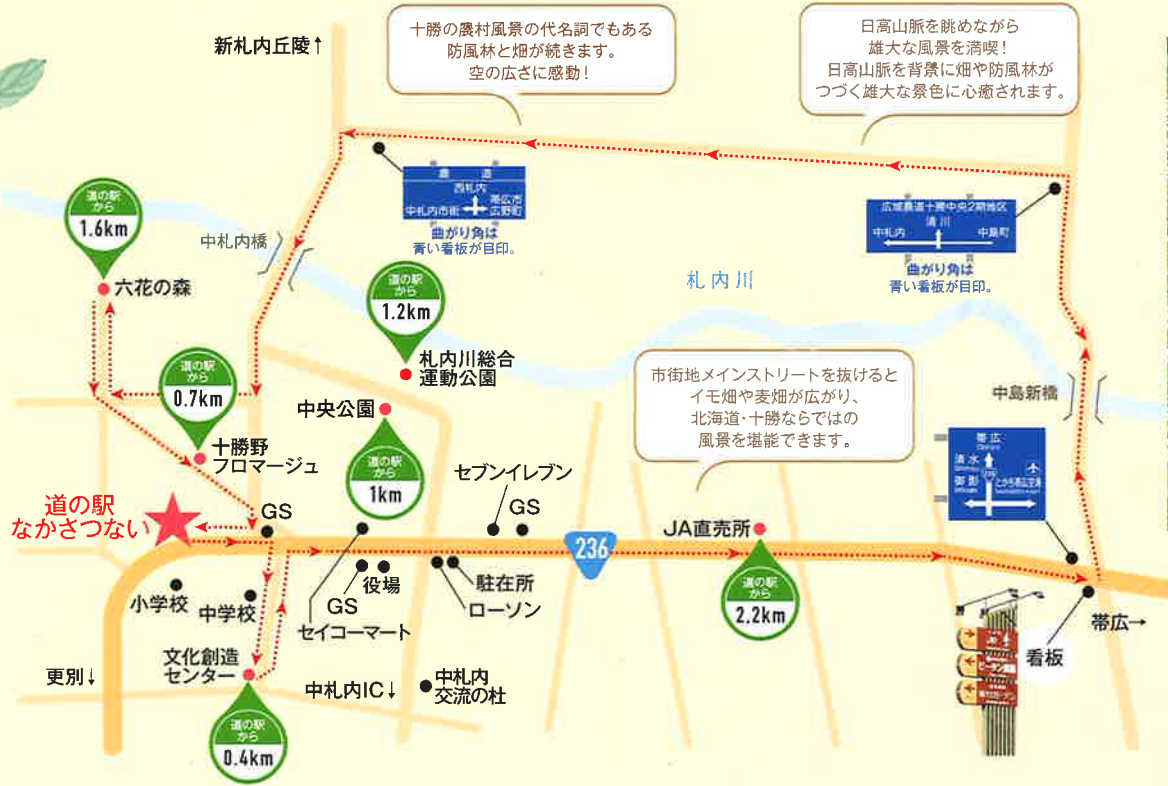 新札内丘陵↑
十勝の農村風景の代名詞でもある
防風林と畑が続きます。
空の広さに感動！
日高山脈を眺めながら
雄大な風景を満喫！
日高山脈を背景に畑や防風林が
つづく雄大な景色に心癒されます。
農道
西札内
中札内市街
帯広市
広野町
曲がり角は
青い看板が目印。
広域農道十勝中央2期地区
清川
中札内
中島町
曲がり角は
青い看板が目印。
道の駅
から
1.6km
六花の森
中札内橋
道の駅
から
1.2km
札内川総合
運動公園
札内川
道の駅
から
0.7km
十勝野
フロマージュ
中央公園
道の駅
から
1km
市街地メインストリートを抜けると
イモ畑や麦畑が広がり、
北海道・十勝ならではの
風景を堪能できます。
中島新橋
帯広
清水
御影
とかち帯広空港
236
道の駅
なかさつない
GS
セブンイレブン
GS
JA直売所
道の駅
から
2.2km
236
小学校
中学校
GS
役場
セイコーマート
駐在所
ローソン
帯広→
看板
更別↓
文化創造
センター
道の駅
から
0.4km
中札内IC↓
中札内
交流の杜